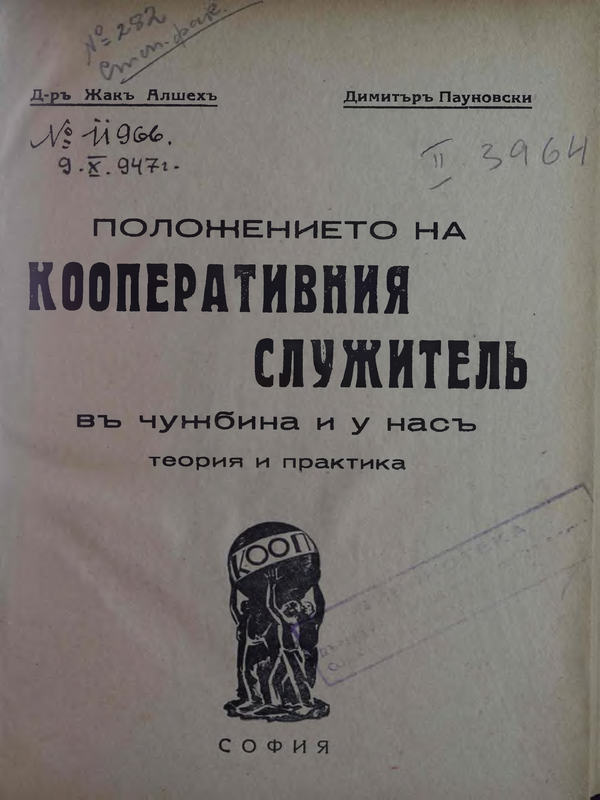 № 282
Д-ръ Жакъ Алшехъ
Димитъръ Пауновски
№ 11966.
9. X. 947 г.
II 3964
ПОЛОЖЕНИЕТО НА
КООПЕРАТИВНИЯ
СЛУЖИТЕЛЬ
въ чужбина и у насъ
теория и практика
КООП
СОФИЯ